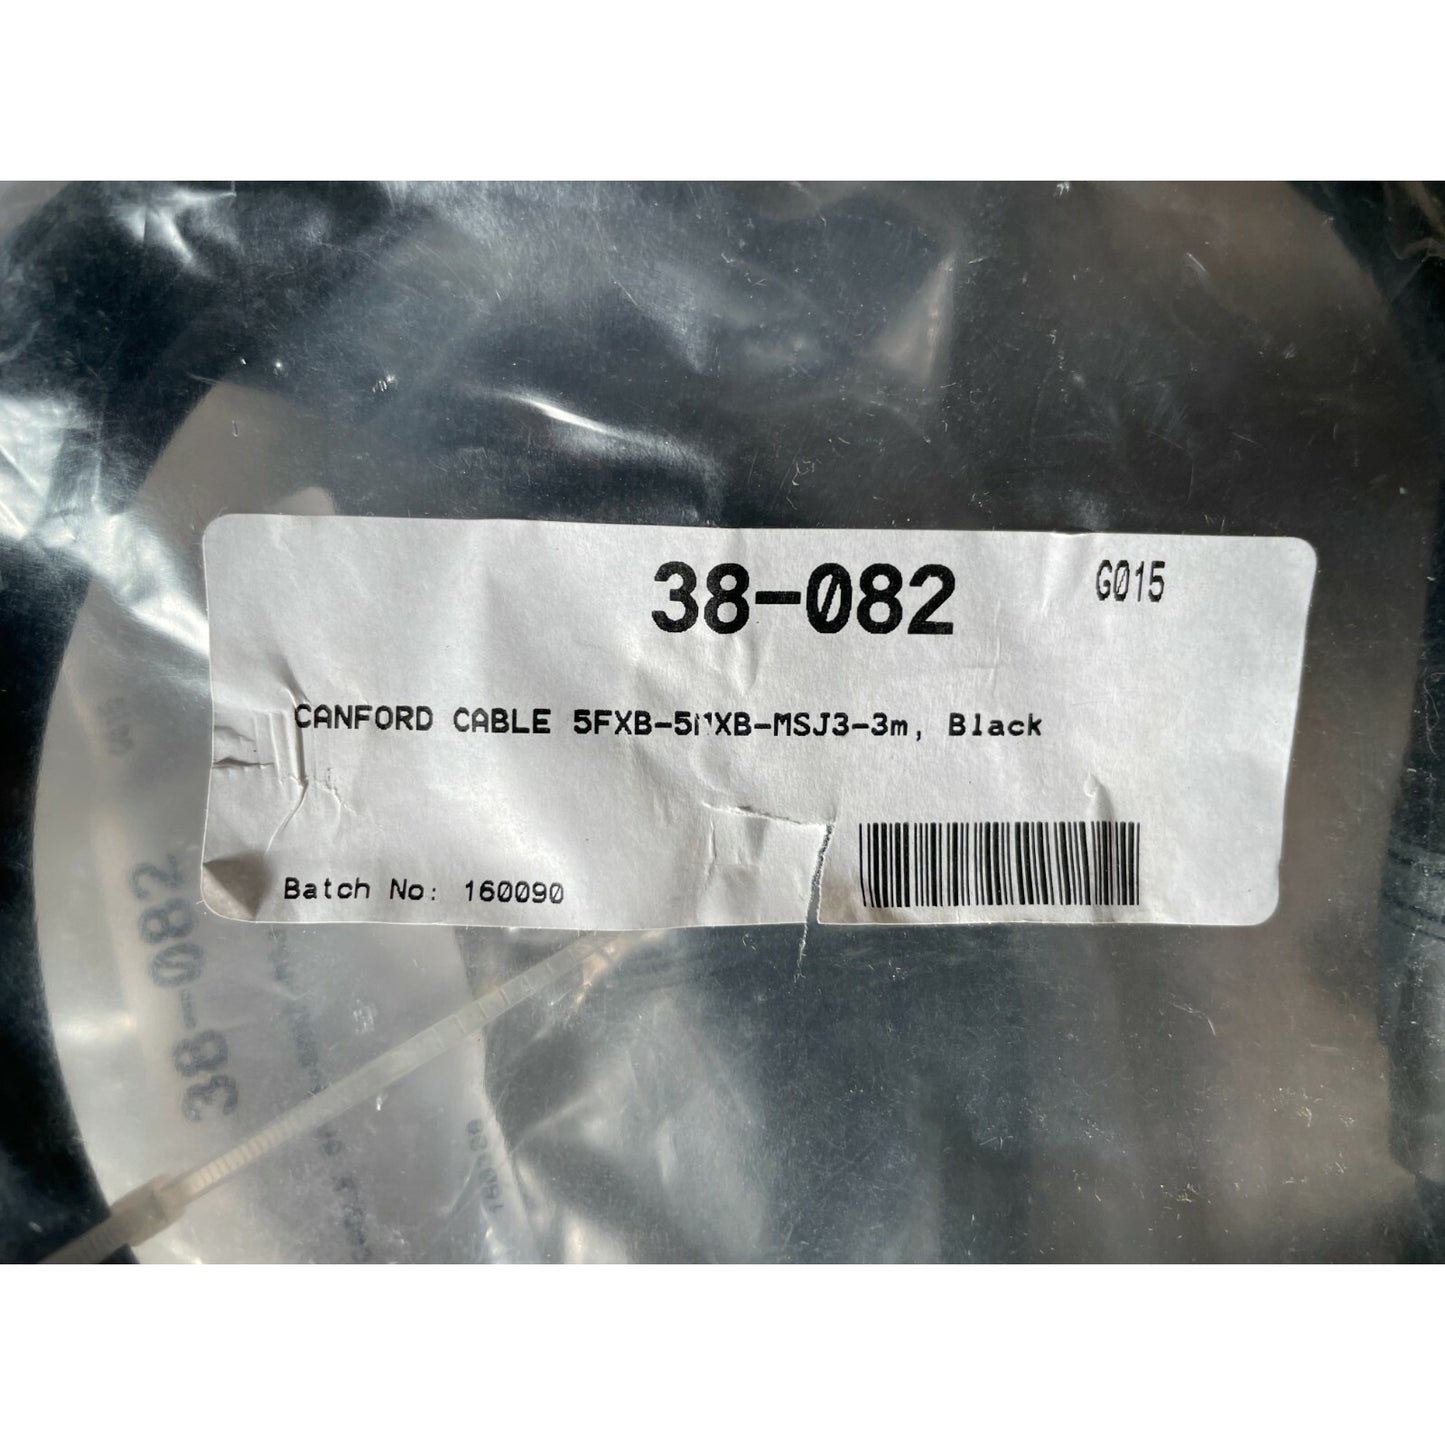 38-082
G015
CANFORD CABLE 5FXB-5MXB-MSJ3-3m, Black
Batch No: 160090
38-082